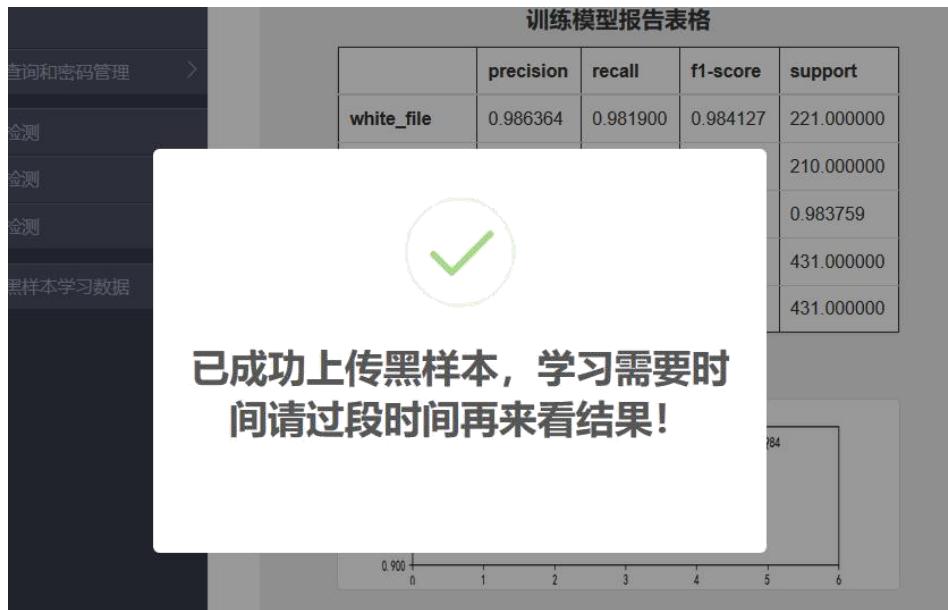 训练模型报告表格
查询和密码管理
precision recall f1-score support
white_file 0.986364 0.981900 0.984127 221.000000
检测
210.000000
检测
0.983759
检测
431.000000
黑样本学习数据
431.000000
已成功上传黑样本，学习需要时
间请过段时间再来看结果！
984
0.900
0 1 2 3 4 5 6